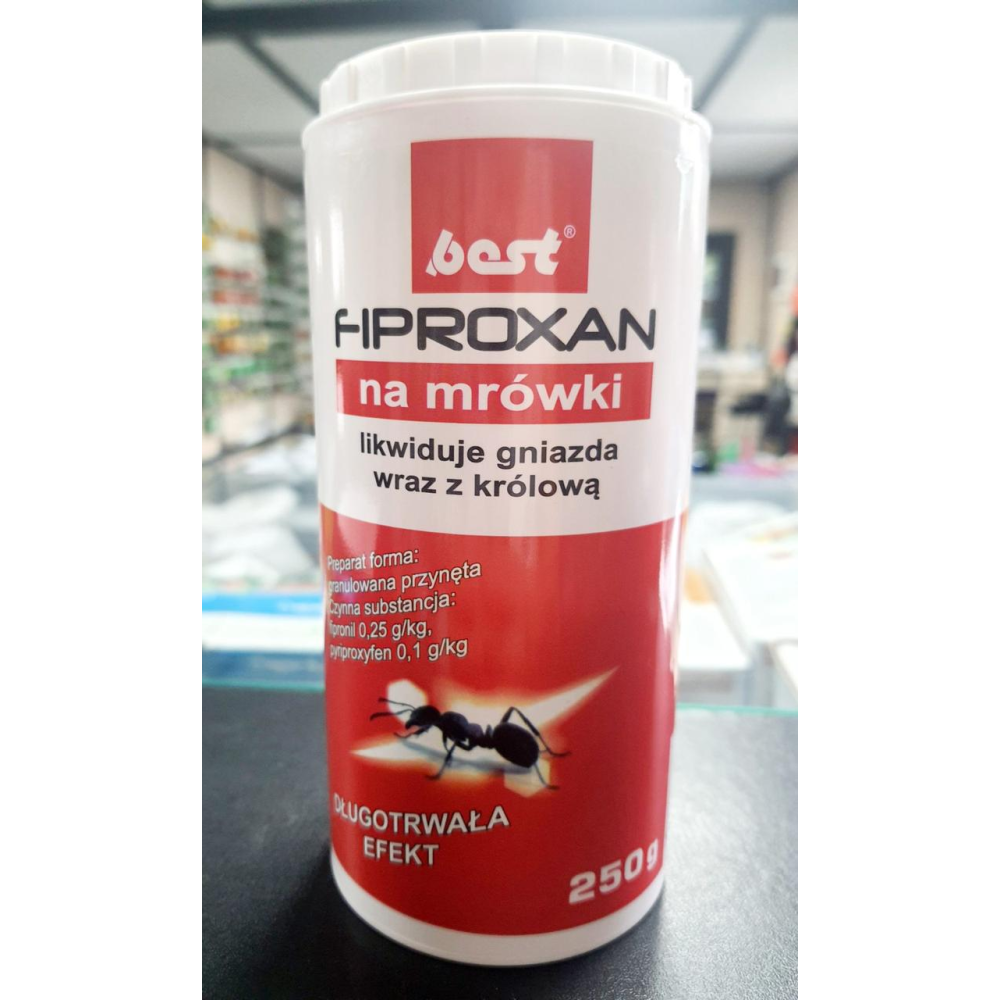 best®
FIPROXAN
na mrówki
likwiduje gniazda
wraz z królową
Preparat forma:
granulowana przynęta
Czynna substancja:
fipronil 0,25 g/kg,
pyriproxyfen 0,1 g/kg
DŁUGOTRWAŁA
EFEKT
250g